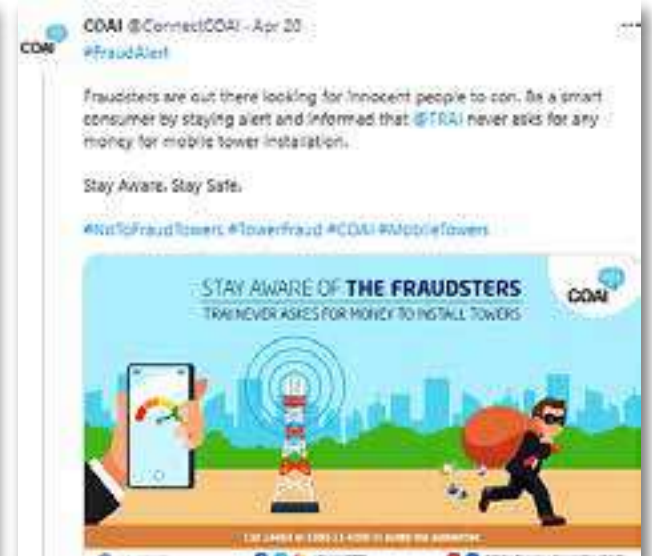 COAI @ConnectCOAI · Apr 20
COAI
#FraudAlert
Fraudsters are out there looking for innocent people to con. Be a smart
consumer by staying alert and informed that @TRAI never asks for any
money for mobile tower installation.
Stay Aware. Stay Safe.
#NoToFraudTowers #TowerFraud #COAI #MobileTowers
STAY AWARE OF THE FRAUDSTERS
COAI
TRAI NEVER ASKES FOR MONEY TO INSTALL TOWERS